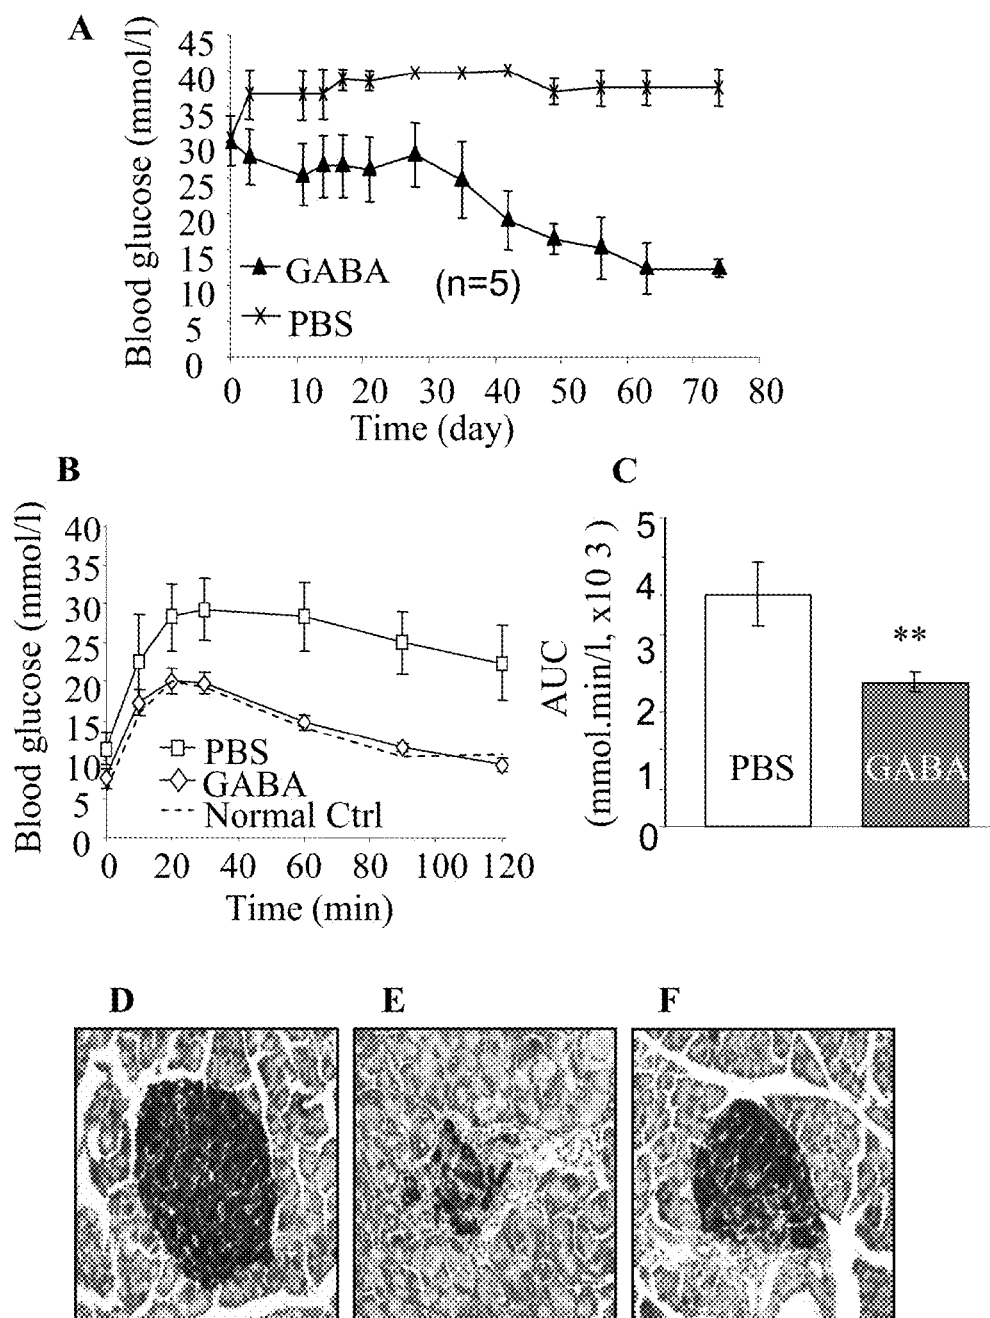 A
Blood glucose (mmol/l)
45
40
35
30
25
20
15
10
5
0
GABA
PBS
(n=5)
0 10 20 30 40 50 60 70 80
Time (day)
B
Blood glucose (mmol/l)
40
35
30
25
20
15
10
5
0
PBS
GABA
Normal Ctrl
0 20 40 60 80 100 120
Time (min)
C
AUC
(mmol.min/l, x10 3 )
5
4
3
2
1
0
**
PBS
GABA
D E F